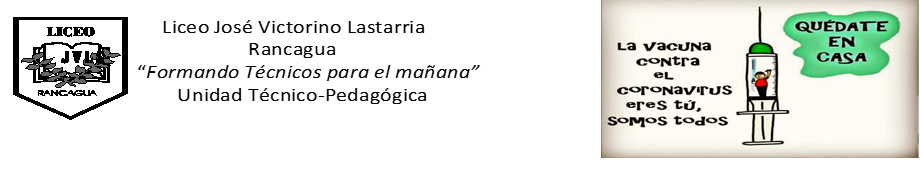 LICEO
JVL
RANCAGUA
Liceo José Victorino Lastarria
Rancagua
“Formando Técnicos para el mañana”
Unidad Técnico-Pedagógica
LA VACUNA
CONTRA
EL
CORONAVIRUS
ERES TÚ,
SOMOS TODOS
QUÉDATE
EN
CASA